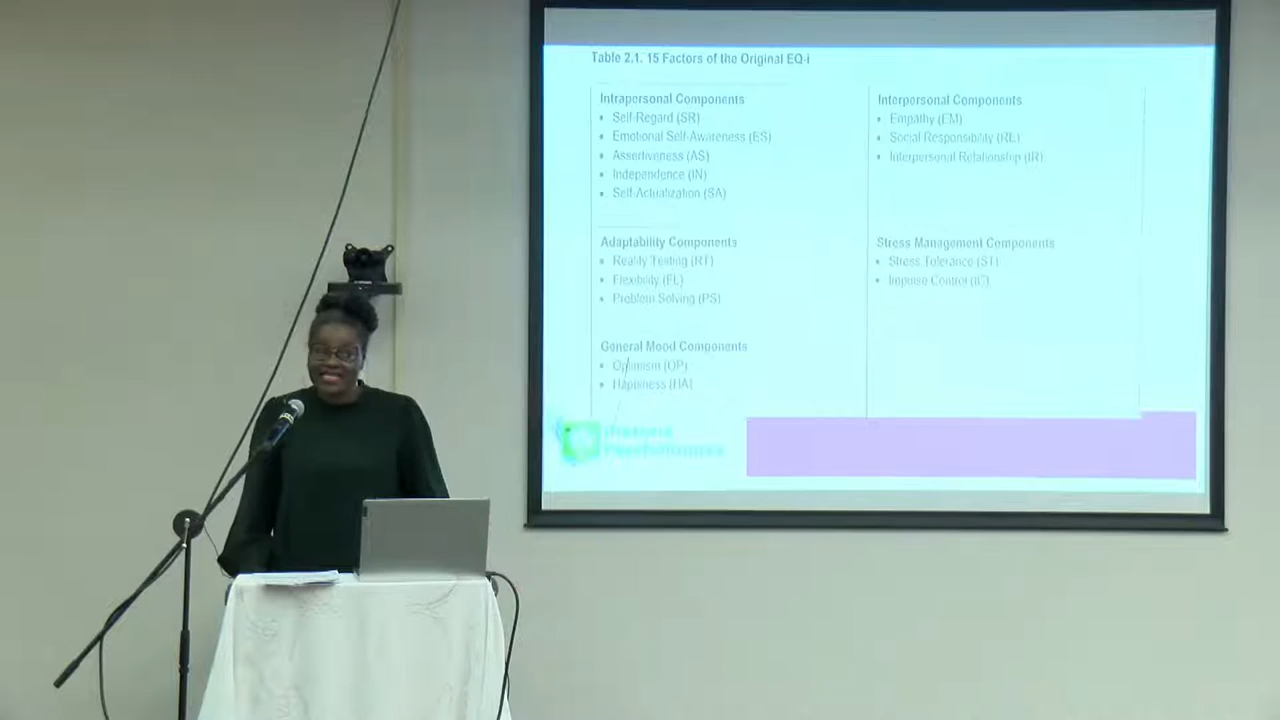 Table 2.1. 15 Factors of the Original EQ-i
Intrapersonal Components
Self-Regard (SR)
Emotional Self-Awareness (ES)
Assertiveness (AS)
Independence (IN)
Self-Actualization (SA)
Interpersonal Components
Empathy (EM)
Social Responsibility (RE)
Interpersonal Relationship (IR)
Adaptability Components
Reality Testing (RT)
Flexibility (FL)
Problem Solving (PS)
Stress Management Components
Stress Tolerance (ST)
Impulse Control (IC)
General Mood Components
Optimism (OP)
Happiness (HA)